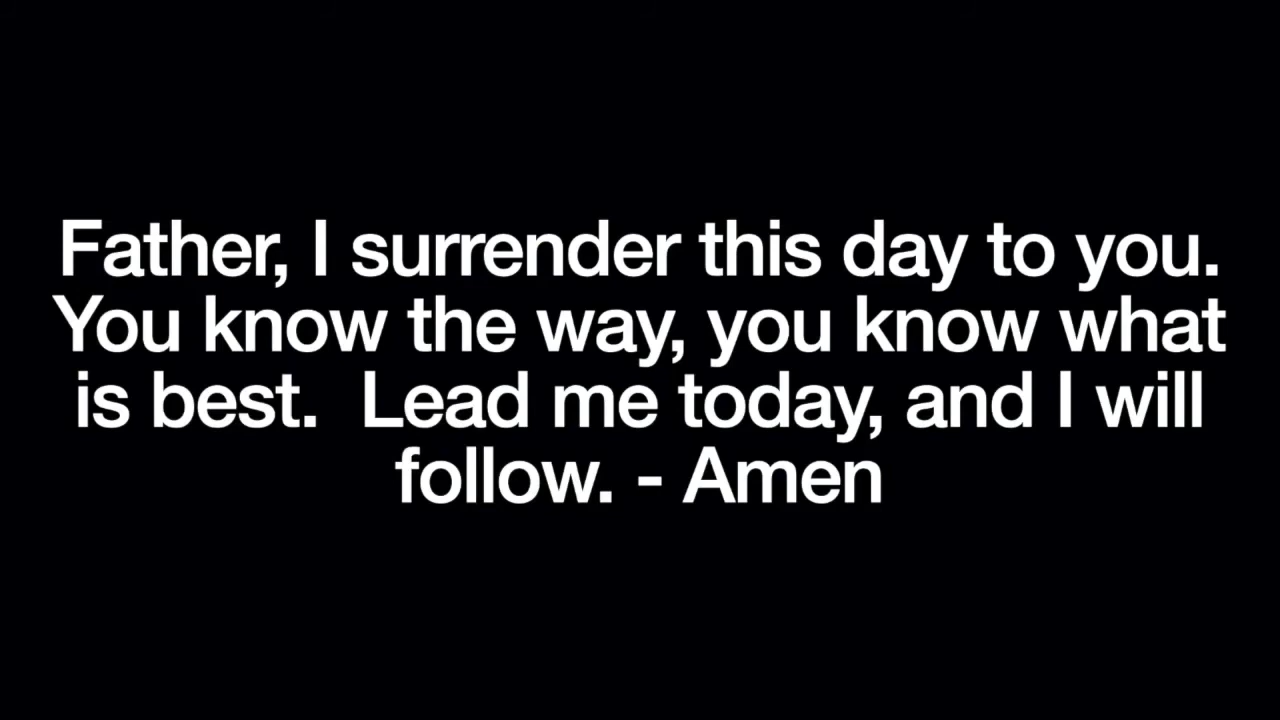 Father, I surrender this day to you.
You know the way, you know what
is best.  Lead me today, and I will
follow. - Amen